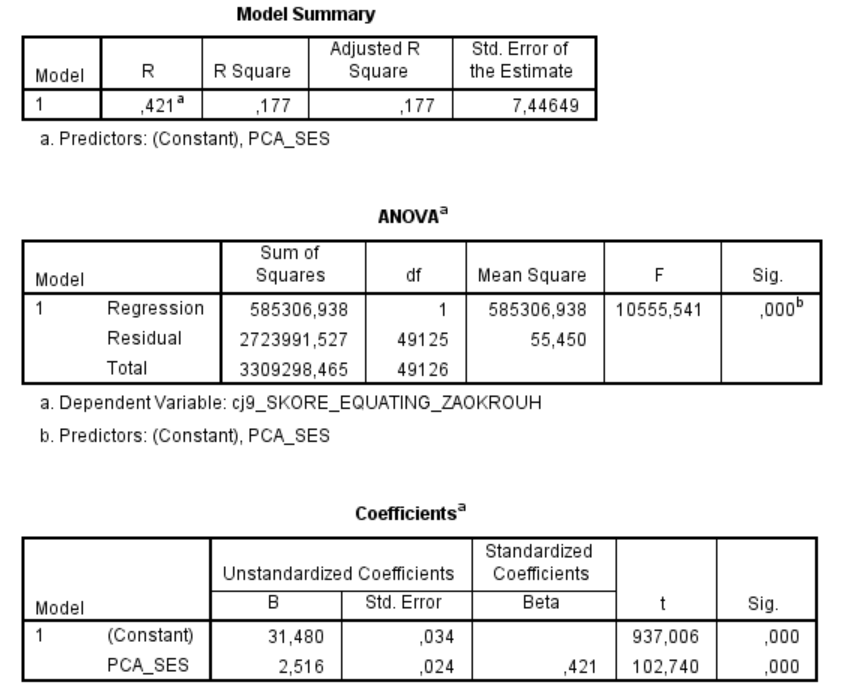 Model Summary
Model R R Square Adjusted R Square Std. Error of the Estimate
1 ,421a ,177 ,177 7,44649
a. Predictors: (Constant), PCA_SES
ANOVAa
Model Sum of Squares df Mean Square F Sig.
1 Regression 585306,938 1 585306,938 10555,541 ,000b
Residual 2723991,527 49125 55,450
Total 3309298,465 49126
a. Dependent Variable: cj9_SKORE_EQUATING_ZAOKROUH
b. Predictors: (Constant), PCA_SES
Coefficientsa
Unstandardized Coefficients Standardized Coefficients
Model B Std. Error Beta t Sig.
1 (Constant) 31,480 ,034 937,006 ,000
PCA_SES 2,516 ,024 ,421 102,740 ,000